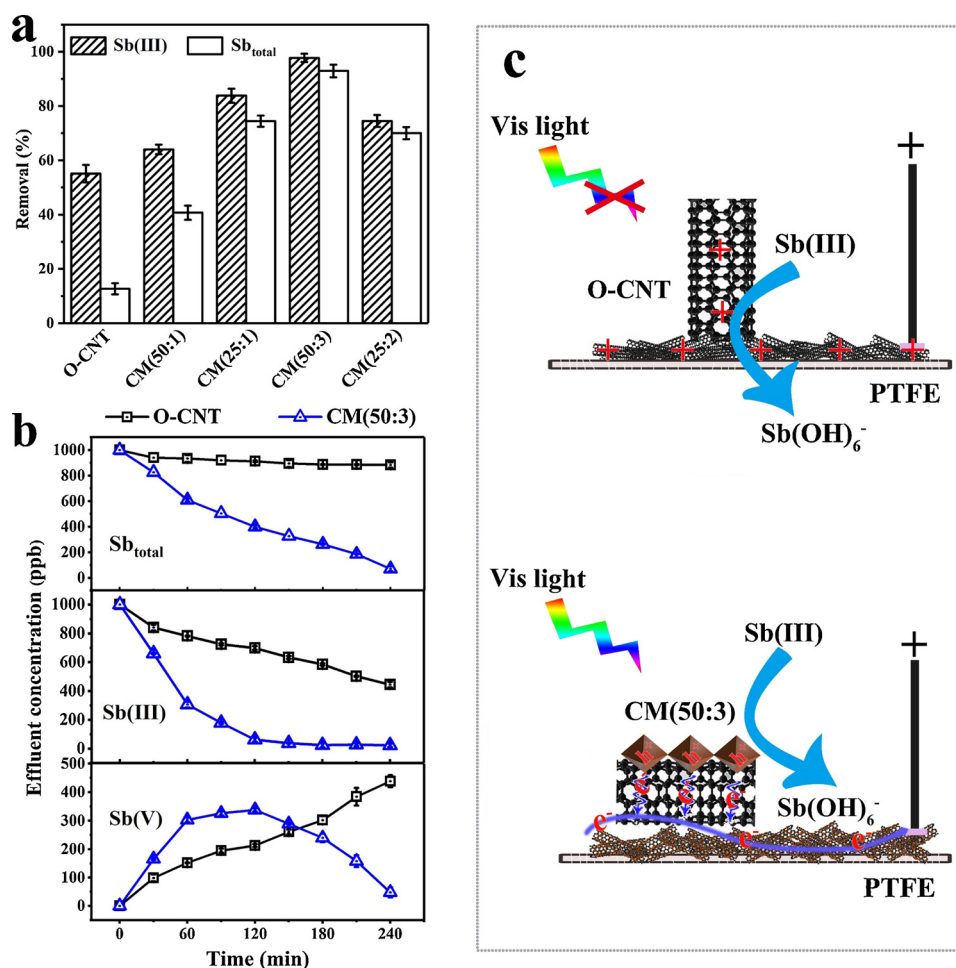 a
Sb(III) Sb_total
100
80
60
40
20
0
Removal (%)
O-CNT CM(50:1) CM(25:1) CM(50:3) CM(25:2)
b
O-CNT CM(50:3)
1000
800
600
400
200
0
Sb_total
1000
800
600
400
200
0
Sb(III)
500
400
300
200
100
0
Sb(V)
Effluent concentration (ppb)
0 60 120 180 240
Time (min)
c
Vis light
+
Sb(III)
O-CNT
+
+
+ + + + +
PTFE
Sb(OH)₆⁻
Vis light
Sb(III)
+
CM(50:3)
h h h
e⁻ e⁻ e⁻
Sb(OH)₆⁻
e⁻ e⁻ e⁻
PTFE